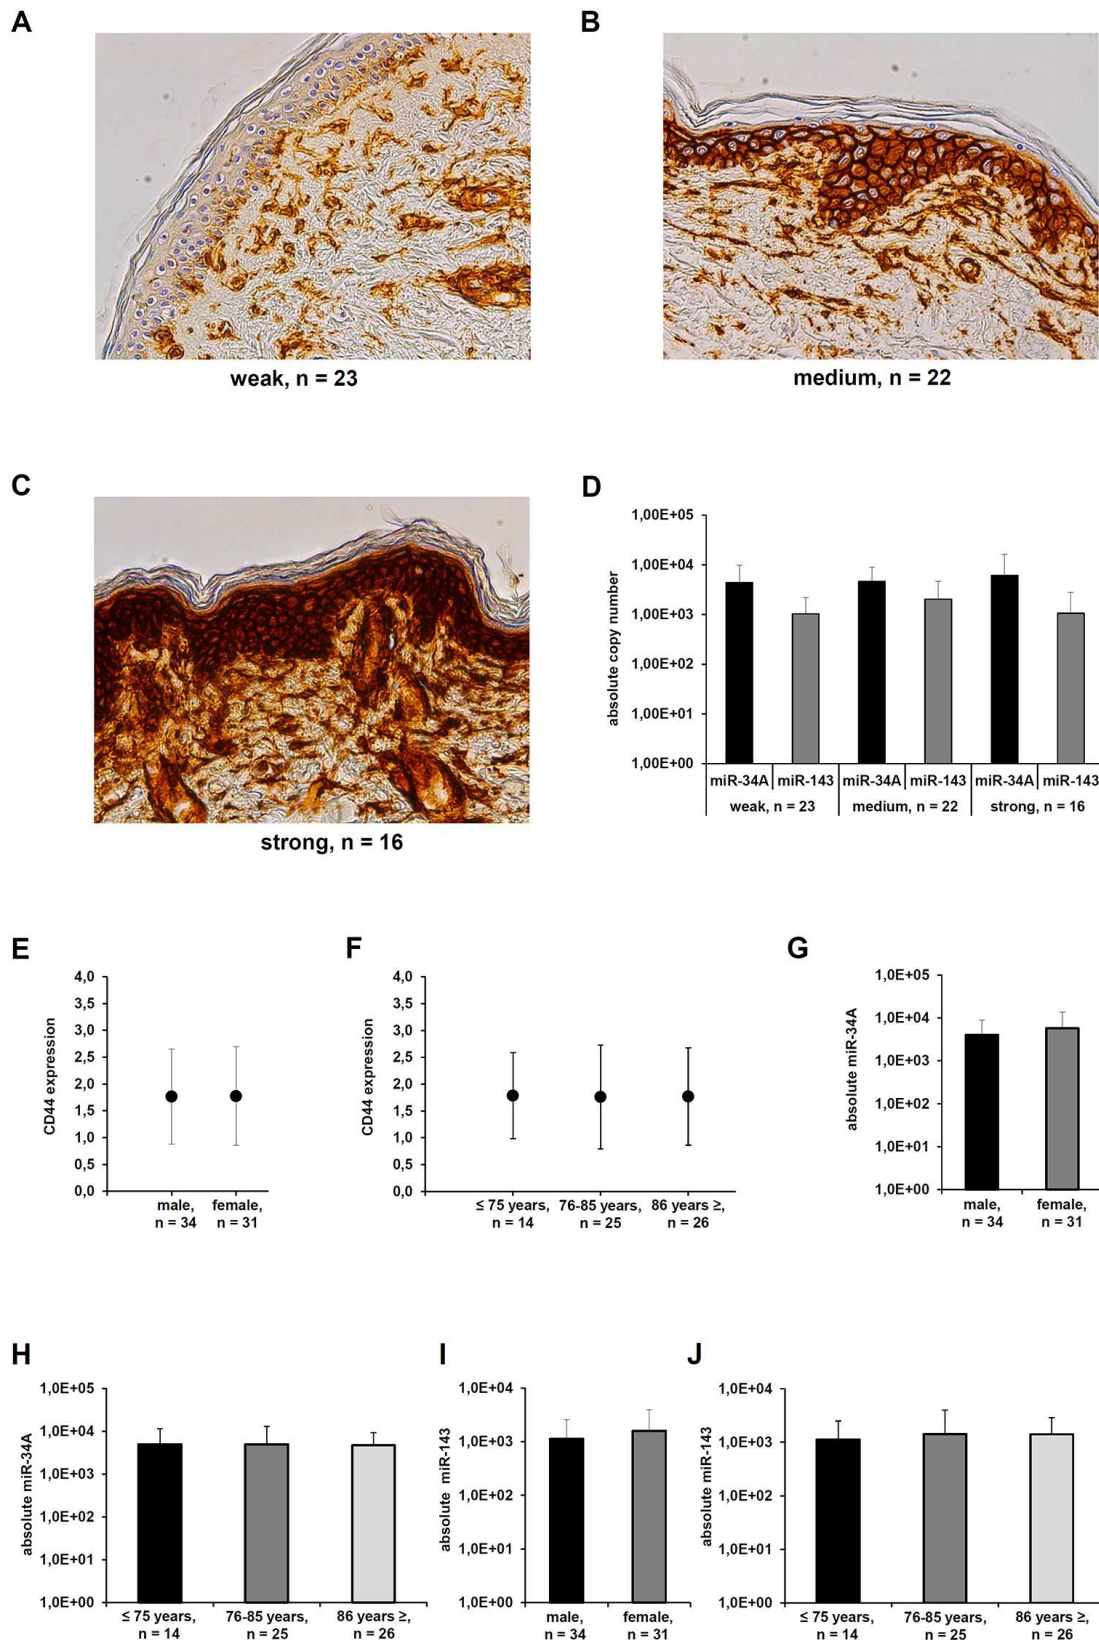 A
B
weak, n = 23
medium, n = 22
C
D
absolute copy number
1,00E+05
1,00E+04
1,00E+03
1,00E+02
1,00E+01
1,00E+00
miR-34A miR-143 miR-34A miR-143 miR-34A miR-143
weak, n = 23 medium, n = 22 strong, n = 16
strong, n = 16
E
CD44 expression
4,0
3,5
3,0
2,5
2,0
1,5
1,0
0,5
0,0
male, female,
n = 34 n = 31
F
CD44 expression
4,0
3,5
3,0
2,5
2,0
1,5
1,0
0,5
0,0
≤ 75 years, 76-85 years, 86 years ≥,
n = 14 n = 25 n = 26
G
absolute miR-34A
1,0E+05
1,0E+04
1,0E+03
1,0E+02
1,0E+01
1,0E+00
male, female,
n = 34 n = 31
H
absolute miR-34A
1,0E+05
1,0E+04
1,0E+03
1,0E+02
1,0E+01
1,0E+00
≤ 75 years, 76-85 years, 86 years ≥,
n = 14 n = 25 n = 26
I
absolute miR-143
1,0E+04
1,0E+03
1,0E+02
1,0E+01
1,0E+00
male, female,
n = 34 n = 31
J
absolute miR-143
1,0E+04
1,0E+03
1,0E+02
1,0E+01
1,0E+00
≤ 75 years, 76-85 years, 86 years ≥,
n = 14 n = 25 n = 26